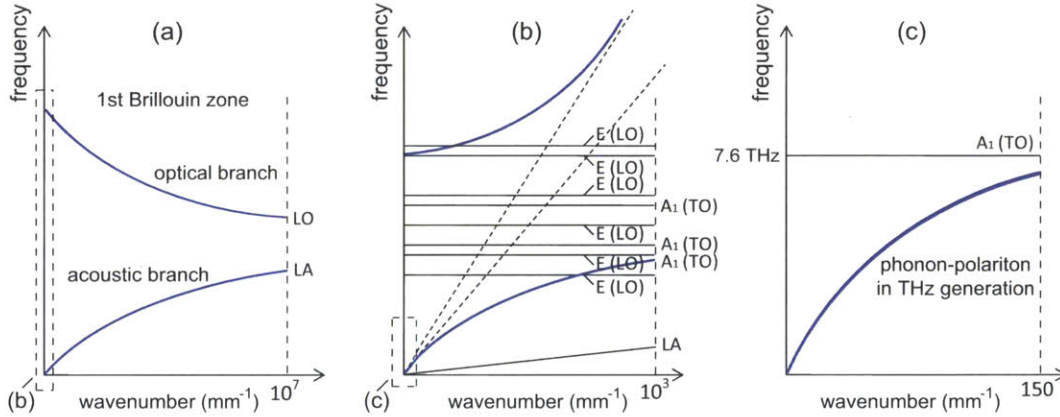 (a)
frequency
1st Brillouin zone
optical branch
LO
acoustic branch
LA
(b)
wavenumber (mm⁻¹)
10⁷
(b)
frequency
E (LO)
E (LO)
E (LO)
A₁ (TO)
E (LO)
A₁ (TO)
E (LO)
A₁ (TO)
E (LO)
LA
(c)
wavenumber (mm⁻¹)
10³
(c)
frequency
A₁ (TO)
7.6 THz
phonon-polariton
in THz generation
wavenumber (mm⁻¹)
150